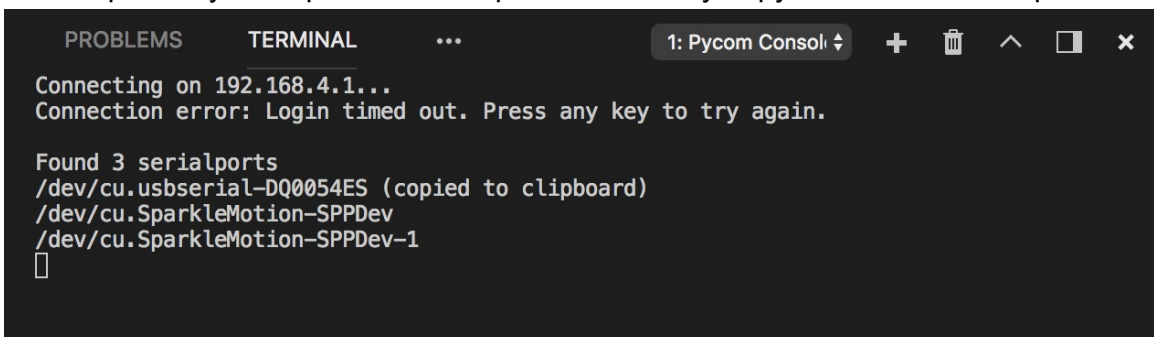 PROBLEMS TERMINAL ••• 1: Pycom Consol
Connecting on 192.168.4.1...
Connection error: Login timed out. Press any key to try again.
Found 3 serialports
/dev/cu.usbserial-DQ0054ES (copied to clipboard)
/dev/cu.SparkleMotion-SPPDev
/dev/cu.SparkleMotion-SPPDev-1